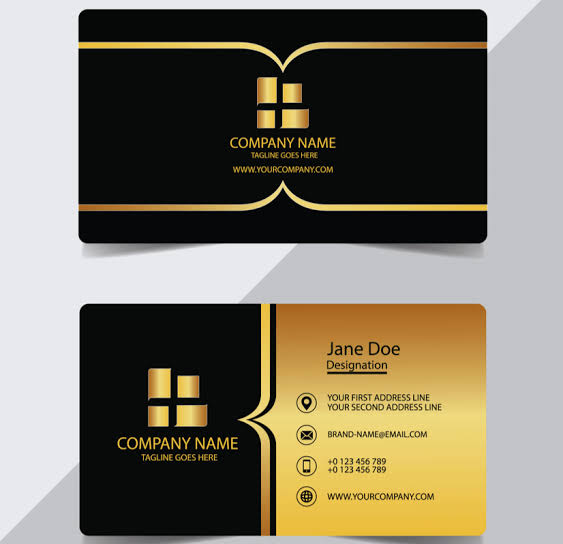 COMPANY NAME
TAGLINE GOES HERE
WWW.YOURCOMPANY.COM
COMPANY NAME
TAGLINE GOES HERE
Jane Doe
Designation
YOUR FIRST ADDRESS LINE
YOUR SECOND ADDRESS LINE
BRAND-NAME@EMAIL.COM
+0 123 456 789
+0 123 456 789
WWW.YOURCOMPANY.COM